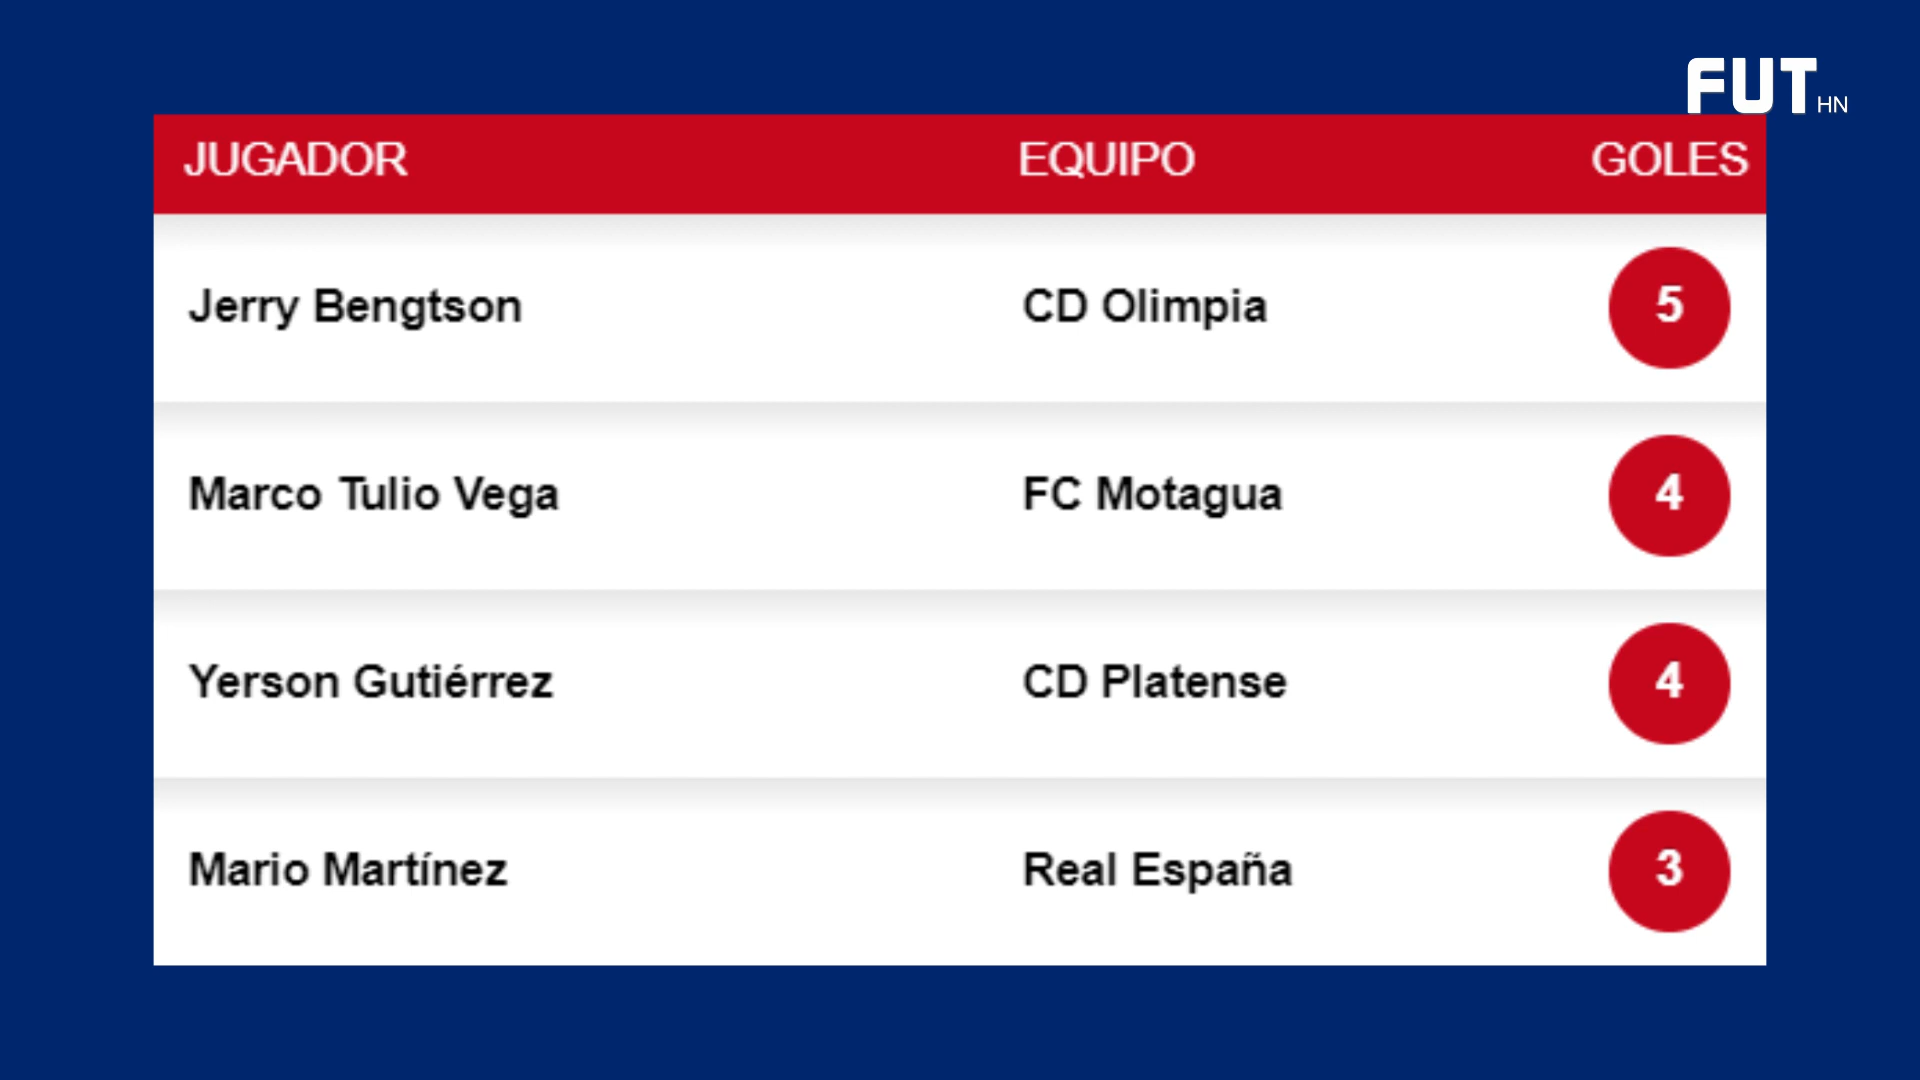 FUT HN
JUGADOR EQUIPO GOLES
Jerry Bengtson CD Olimpia 5
Marco Tulio Vega FC Motagua 4
Yerson Gutiérrez CD Platense 4
Mario Martínez Real España 3